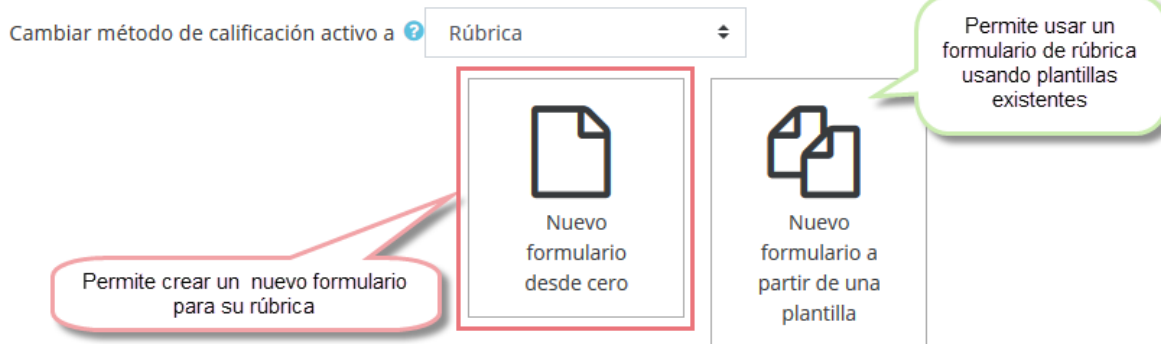 Cambiar método de calificación activo a
Rúbrica
Permite usar un
formulario de rúbrica
usando plantillas
existentes
Nuevo
formulario
desde cero
Nuevo
formulario a
partir de una
plantilla
Permite crear un nuevo formulario
para su rúbrica